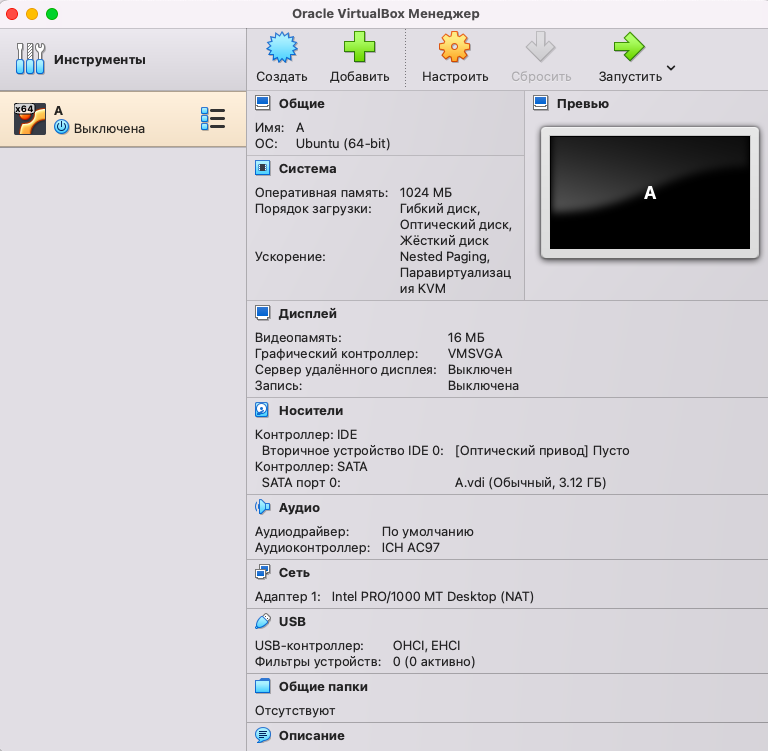 Oracle VirtualBox Менеджер
Инструменты
Создать
Добавить
Настроить
Сбросить
Запустить
x64
A
Выключена
Общие
Имя: A
ОС: Ubuntu (64-bit)
Превью
A
Система
Оперативная память: 1024 МБ
Порядок загрузки: Гибкий диск,
Оптический диск,
Жёсткий диск
Ускорение: Nested Paging,
Паравиртуализац
ия KVM
Дисплей
Видеопамять: 16 МБ
Графический контроллер: VMSVGA
Сервер удалённого дисплея: Выключен
Запись: Выключена
Носители
Контроллер: IDE
Вторичное устройство IDE 0: [Оптический привод] Пусто
Контроллер: SATA
SATA порт 0: A.vdi (Обычный, 3.12 ГБ)
Аудио
Аудиодрайвер: По умолчанию
Аудиоконтроллер: ICH AC97
Сеть
Адаптер 1: Intel PRO/1000 MT Desktop (NAT)
USB
USB-контроллер: OHCI, EHCI
Фильтры устройств: 0 (0 активно)
Общие папки
Отсутствуют
Описание